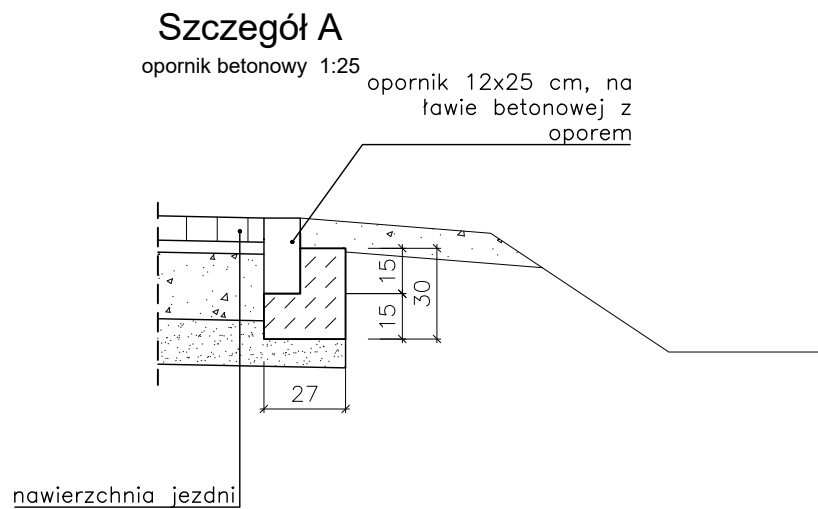 Szczegół A
opornik betonowy 1:25
opornik 12x25 cm, na
ławie betonowej z
oporem
15
30
15
27
nawierzchnia jezdni